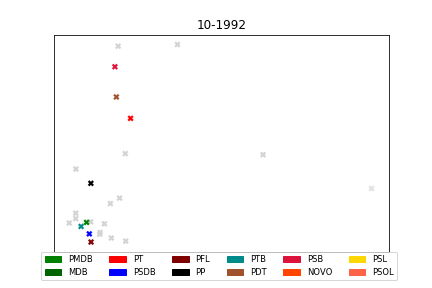 10-1992
PMDB PT PFL PTB PSB PSL
MDB PSDB PP PDT NOVO PSOL